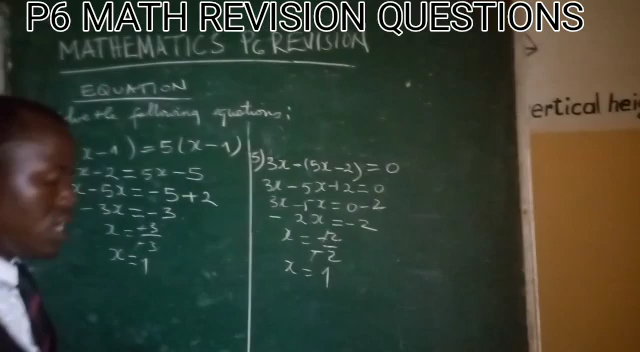 P6 MATH REVISION QUESTIONS
MATHEMATICS P6 REVISION
EQUATION
following equations;
x-1) = 5(x-1)
x-2 = 5x-5
x-5x = -5+2
-3x = -3
x = -3
-3
x = 1
5) 3x-(5x-2) = 0
3x-5x+2=0
3x-5x = 0-2
- 2x = -2
x = -2
-2
x = 1
ertical hei